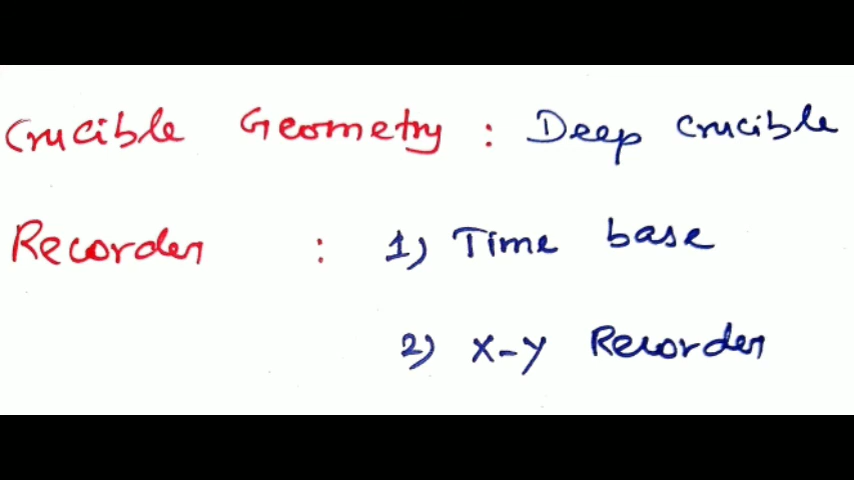 Crucible Geometry : Deep crucible
Recorder : 1) Time base
2) X-Y Recorder